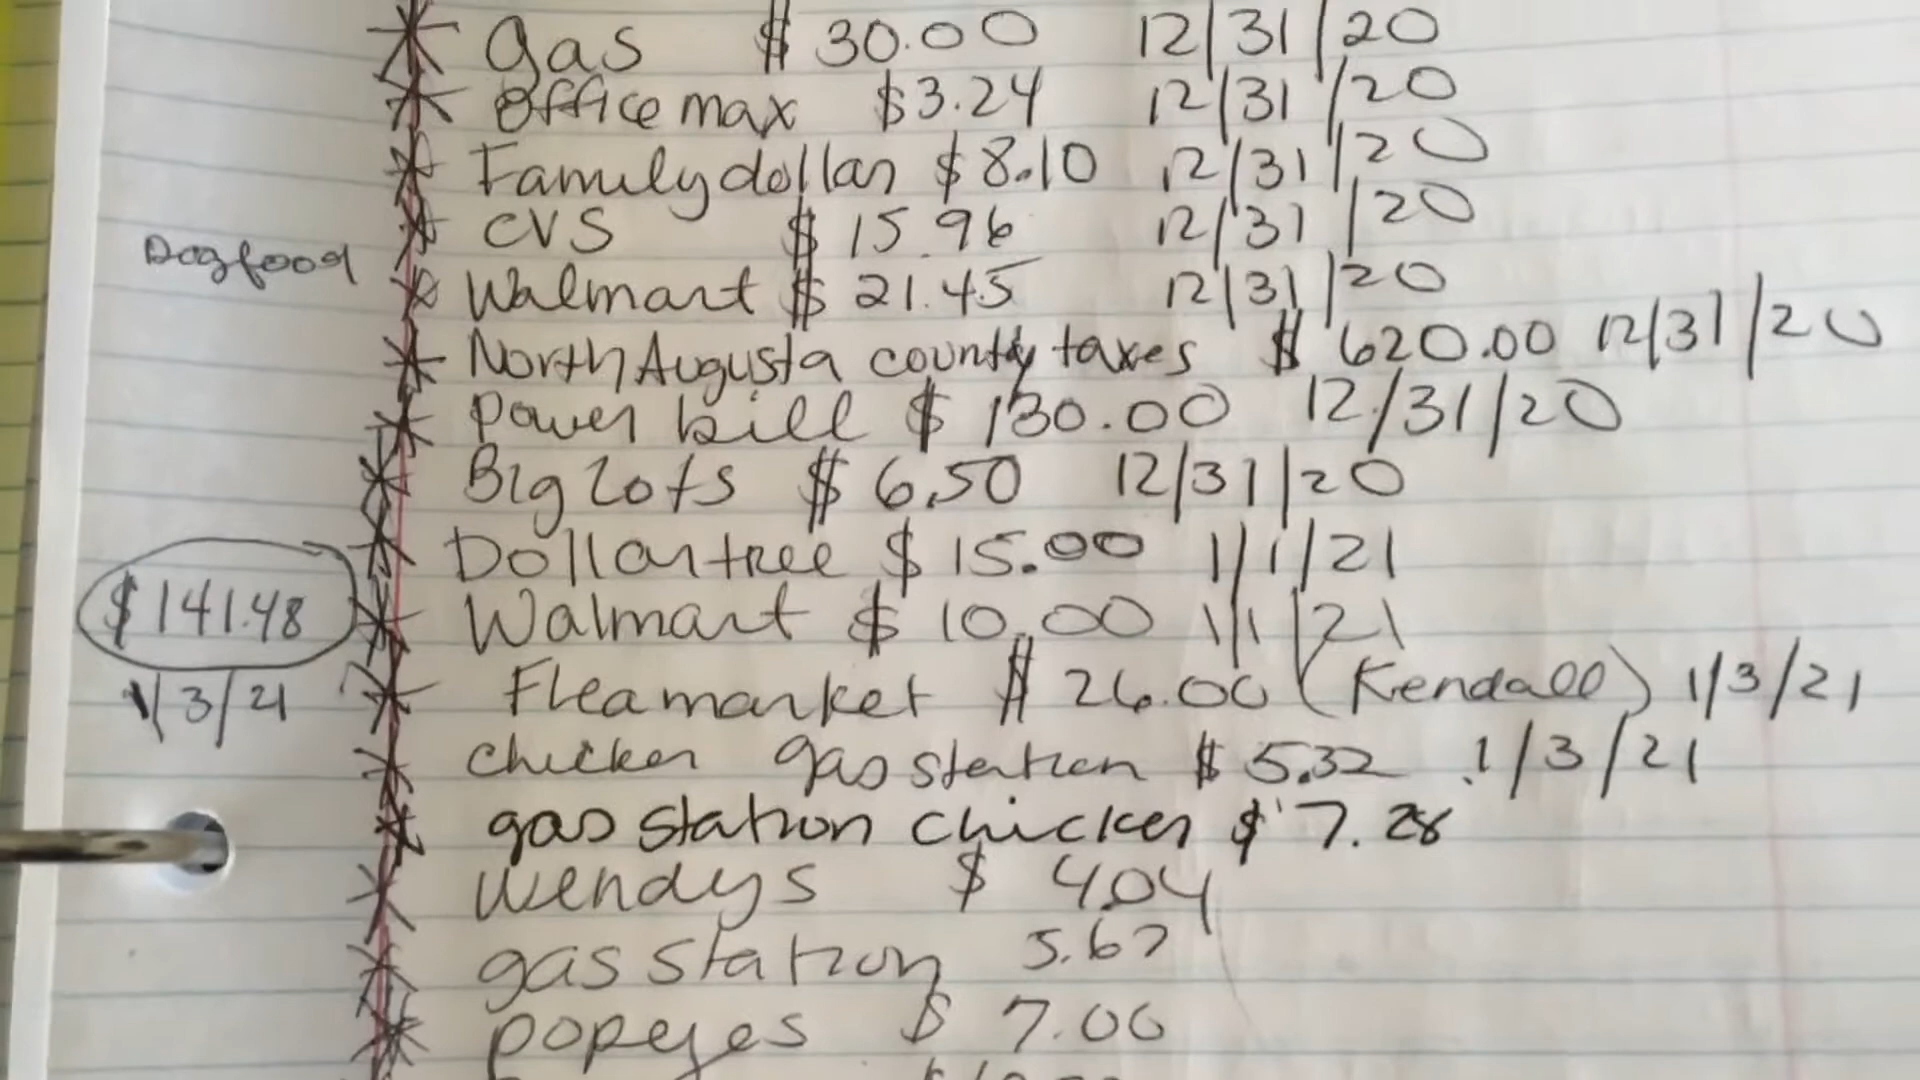 * Gas $30.00 12/31/20
* Office max $3.24 12/31/20
* Family dollar $8.10 12/31/20
* CVS $15.96 12/31/20
Dogfood * Walmart $21.45 12/31/20
* North Augusta county taxes $620.00 12/31/20
* Power bill $130.00 12/31/20
* Big Lots $6.50 12/31/20
* Dollar tree $15.00 1/1/21
$141.48 * Walmart $10.00 1/1/21
1/3/21 * Flea market $26.00 (Kendall) 1/3/21
* chicken gas station $5.32 1/3/21
* gas station chicken $7.28
* Wendys $4.04
* gas station 5.67
* popeyes $7.00